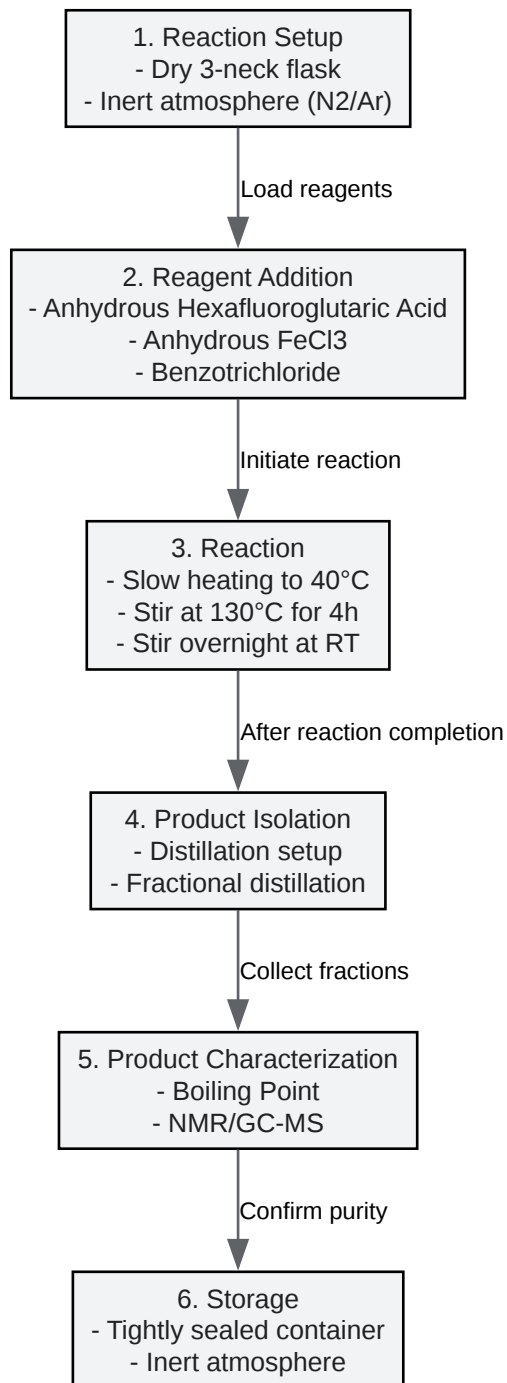 1. Reaction Setup
- Dry 3-neck flask
- Inert atmosphere (N2/Ar)
Load reagents
2. Reagent Addition
- Anhydrous Hexafluoroglutaric Acid
- Anhydrous FeCl3
- Benzotrichloride
Initiate reaction
3. Reaction
- Slow heating to 40°C
- Stir at 130°C for 4h
- Stir overnight at RT
After reaction completion
4. Product Isolation
- Distillation setup
- Fractional distillation
Collect fractions
5. Product Characterization
- Boiling Point
- NMR/GC-MS
Confirm purity
6. Storage
- Tightly sealed container
- Inert atmosphere